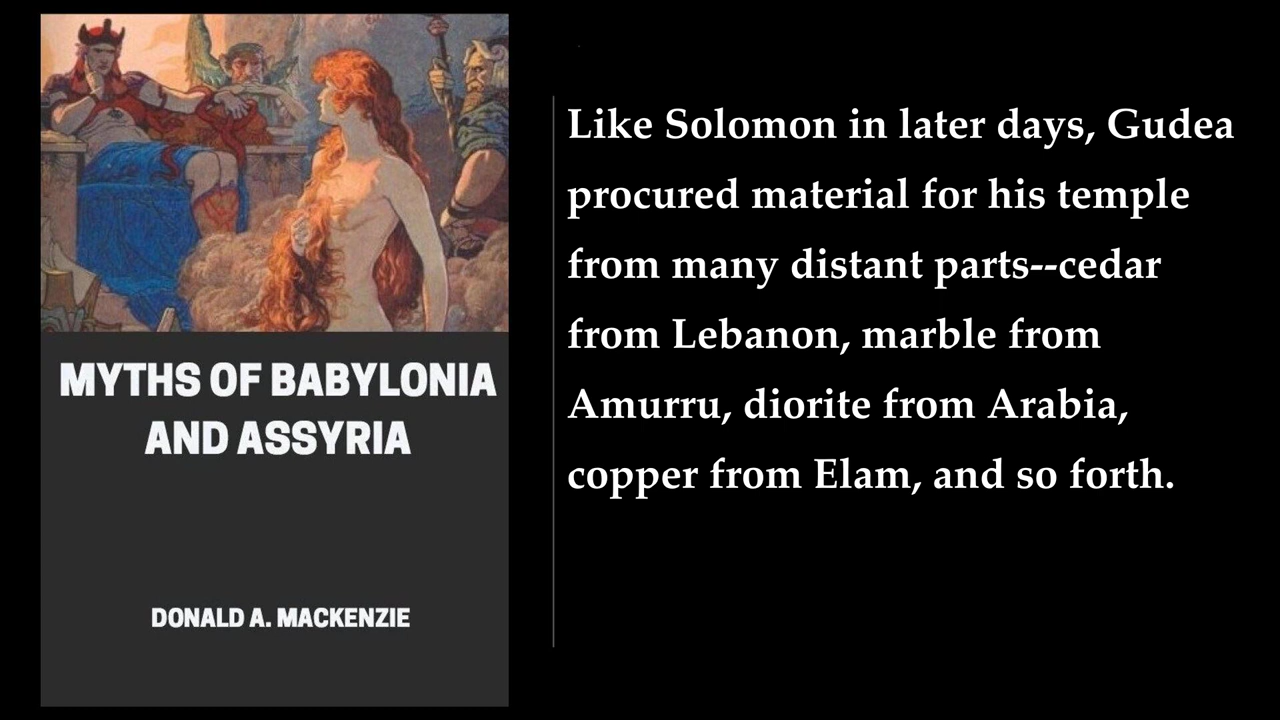 MYTHS OF BABYLONIA
AND ASSYRIA
DONALD A. MACKENZIE
Like Solomon in later days, Gudea
procured material for his temple
from many distant parts--cedar
from Lebanon, marble from
Amurru, diorite from Arabia,
copper from Elam, and so forth.